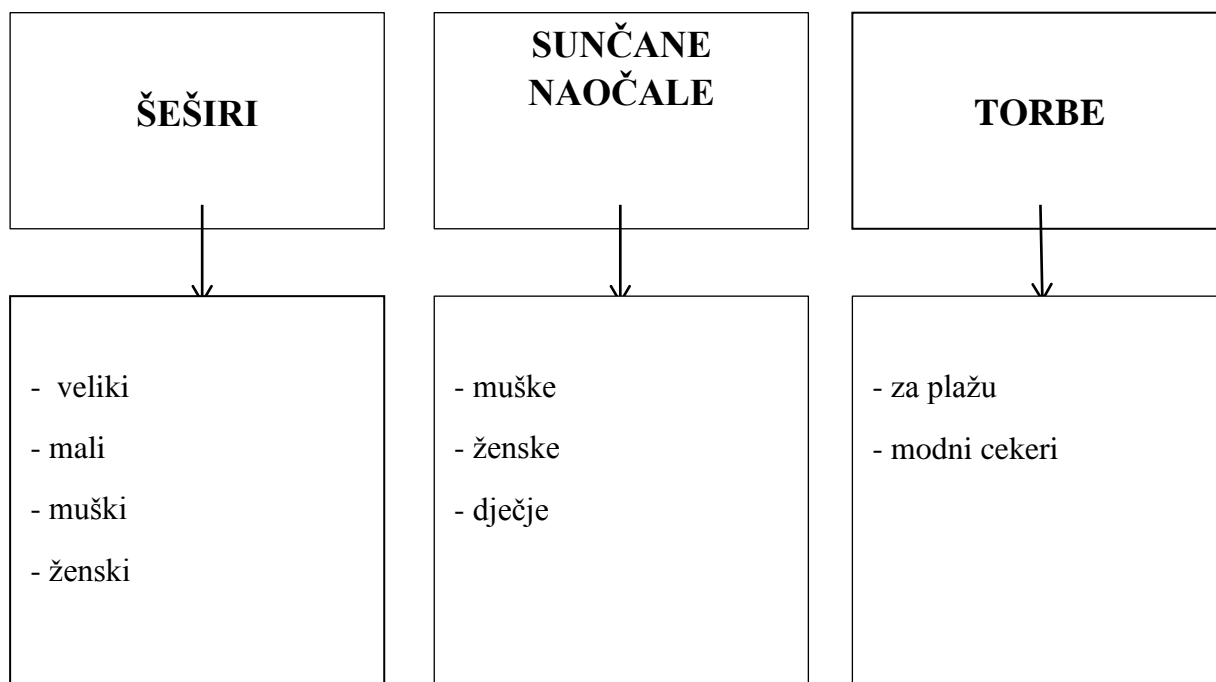 ŠEŠIRI
SUNČANE
NAOČALE
TORBE
- veliki
- mali
- muški
- ženski
- muške
- ženske
- dječje
- za plažu
- modni cekeri